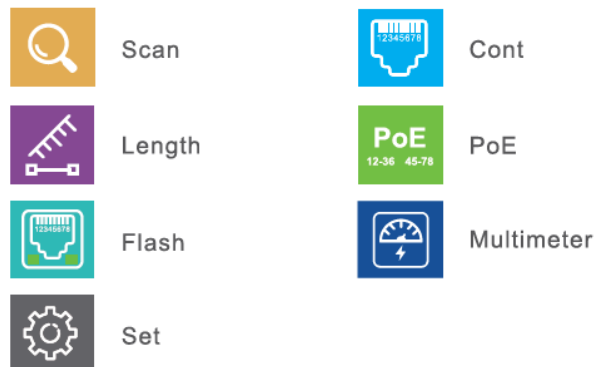 Scan
12345678
Cont
Length
PoE
12-36 45-78
PoE
12345678
Flash
Multimeter
Set